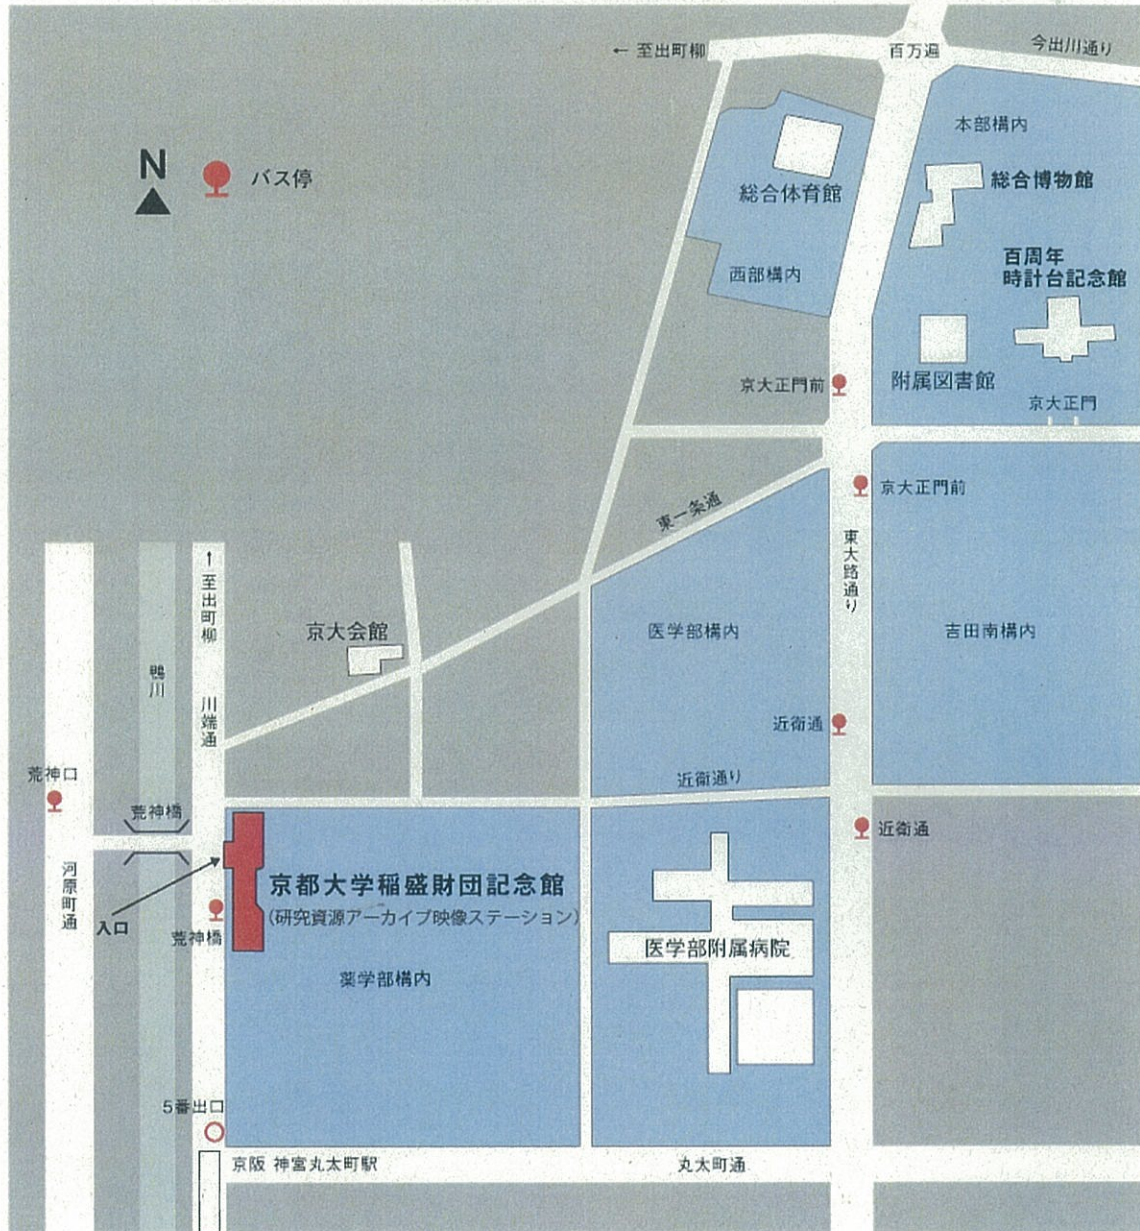 ← 至出町柳
百万遍
今出川通り
本部構内
N
バス停
総合体育館
総合博物館
西部構内
百周年
時計台記念館
京大正門前
附属図書館
京大正門
京大正門前
東一条通
東大路通り
↑至出町柳
京大会館
医学部構内
吉田南構内
鴨川
川端通
近衛通
荒神口
近衛通り
荒神橋
近衛通
河原町通
京都大学稲盛財団記念館
(研究資源アーカイブ映像ステーション)
入口
荒神橋
医学部附属病院
薬学部構内
5番出口
京阪 神宮丸太町駅
丸太町通